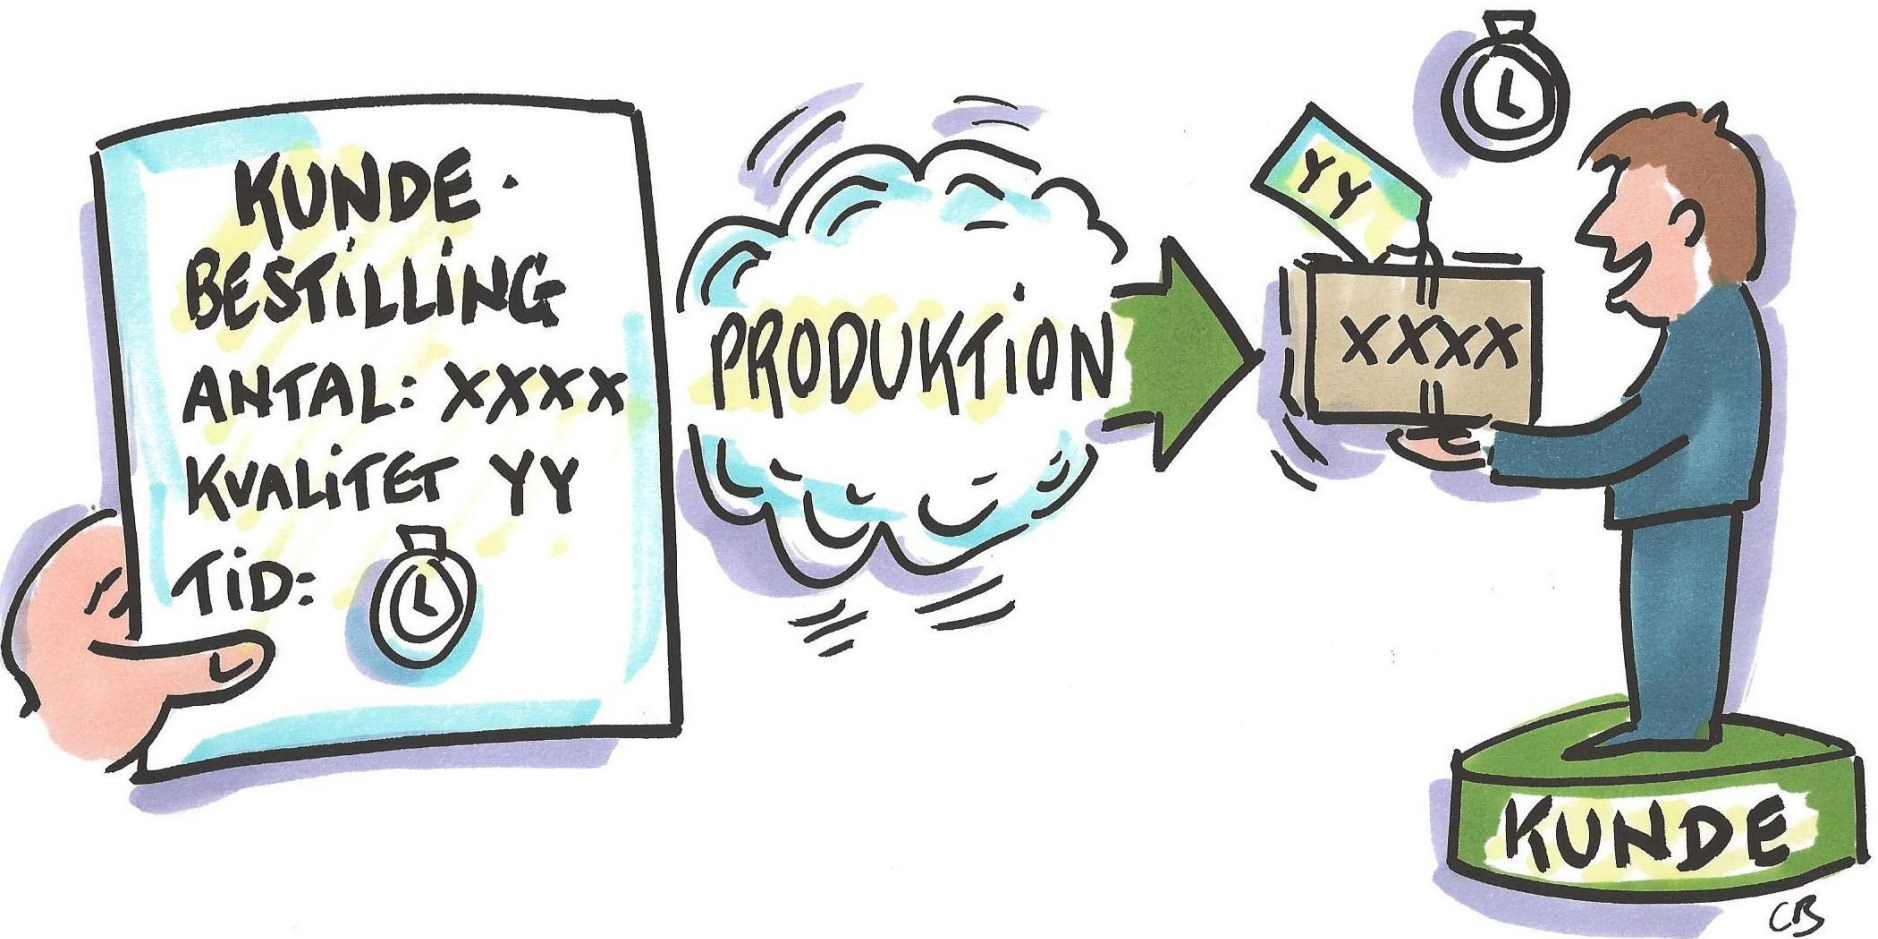 KUNDE-
BESTILLING
ANTAL: XXXX
KVALITET YY
TID:
PRODUKTION
YY
XXXX
KUNDE
CB